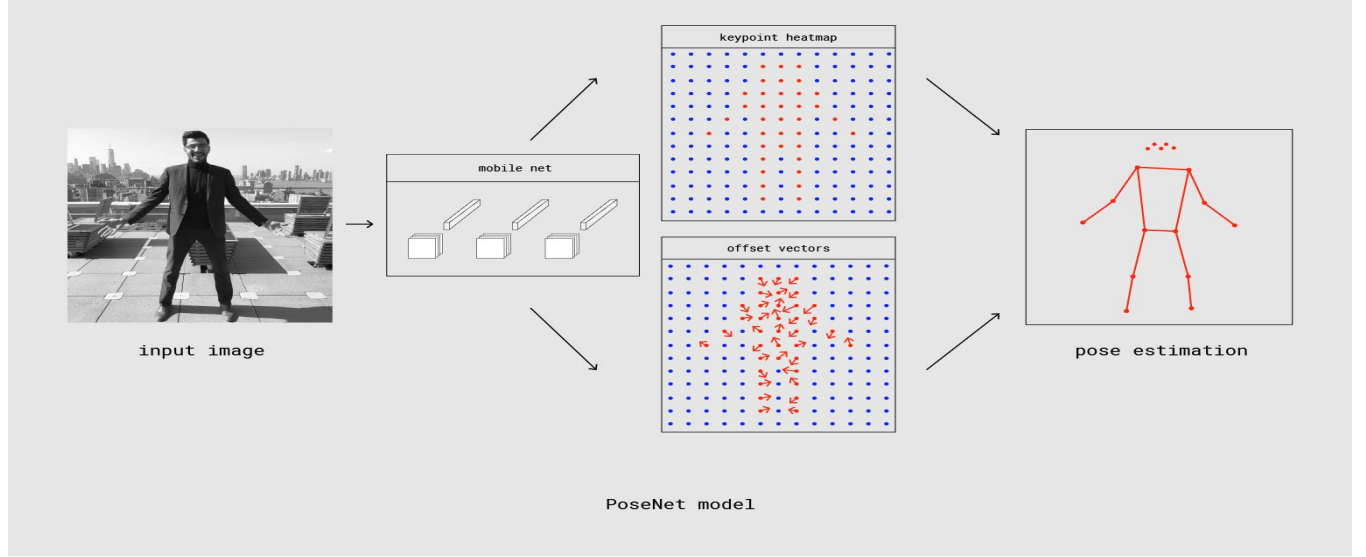 keypoint heatmap
mobile net
offset vectors
input image
pose estimation
PoseNet model